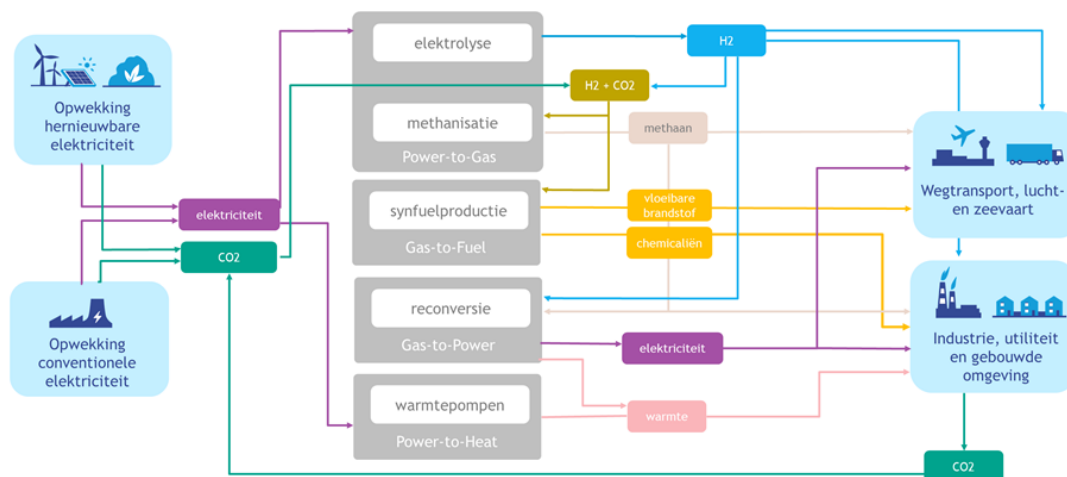 Opwekking
hernieuwbare
elektriciteit
elektriciteit
CO2
Opwekking
conventionele
elektriciteit
elektrolyse
methanisatie
Power-to-Gas
synfuelproductie
Gas-to-Fuel
reconversie
Gas-to-Power
warmtepompen
Power-to-Heat
H2
H2 + CO2
methaan
vloeibare
brandstof
chemicaliën
elektriciteit
warmte
Wegtransport, lucht-
en zeevaart
Industrie, utiliteit
en gebouwde
omgeving
CO2